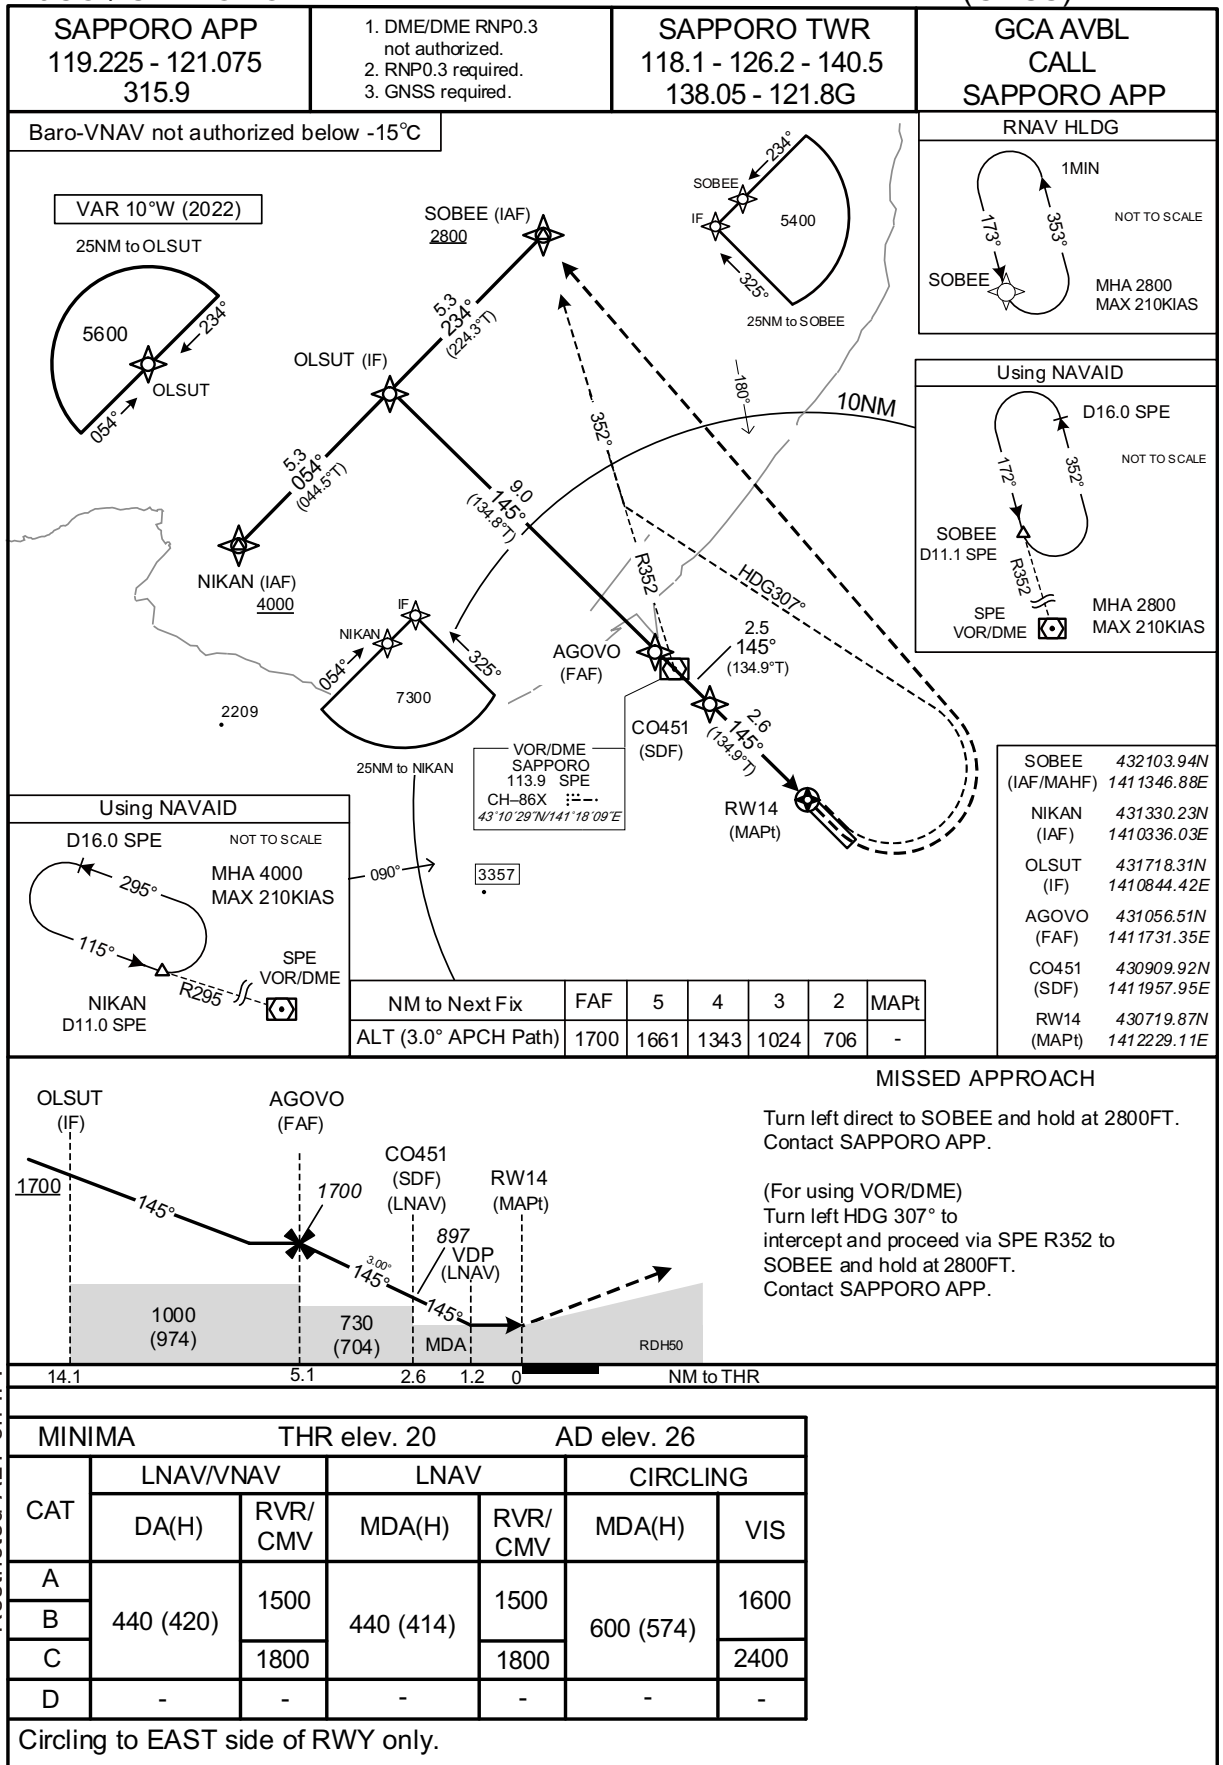 SAPPORO APP
119.225 - 121.075
315.9
1. DME/DME RNP0.3
not authorized.
2. RNP0.3 required.
3. GNSS required.
SAPPORO TWR
118.1 - 126.2 - 140.5
138.05 - 121.8G
GCA AVBL
CALL
SAPPORO APP
Baro-VNAV not authorized below -15°C
VAR 10°W (2022)
25NM to OLSUT
5600
234°
OLSUT
054°
SOBEE (IAF)
2800
5.3
234°
(224.3°T)
OLSUT (IF)
5.3
054°
(044.5°T)
NIKAN (IAF)
4000
9.0
145°
(134.8°T)
234°
SOBEE
IF
5400
325°
25NM to SOBEE
180°
10NM
352°
R352
HDG307°
RNAV HLDG
1MIN
173°
353°
NOT TO SCALE
SOBEE
MHA 2800
MAX 210KIAS
Using NAVAID
D16.0 SPE
NOT TO SCALE
172°
352°
SOBEE
D11.1 SPE
R352
SPE
VOR/DME
MHA 2800
MAX 210KIAS
IF
NIKAN
054°
325°
7300
25NM to NIKAN
2209
AGOVO
(FAF)
2.5
145°
(134.9°T)
CO451
(SDF)
2.6
145°
(134.9°T)
RW14
(MAPt)
VOR/DME
SAPPORO
113.9 SPE
CH–86X
43°10'29"N/141°18'09"E
3357
090°
Using NAVAID
D16.0 SPE
NOT TO SCALE
295°
MHA 4000
MAX 210KIAS
115°
SPE
VOR/DME
R295
NIKAN
D11.0 SPE
SOBEE 432103.94N
(IAF/MAHF) 1411346.88E
NIKAN 431330.23N
(IAF) 1410336.03E
OLSUT 431718.31N
(IF) 1410844.42E
AGOVO 431056.51N
(FAF) 1411731.35E
CO451 430909.92N
(SDF) 1411957.95E
RW14 430719.87N
(MAPt) 1412229.11E
NM to Next Fix FAF 5 4 3 2 MAPt
ALT (3.0° APCH Path) 1700 1661 1343 1024 706 -
OLSUT
(IF)
AGOVO
(FAF)
CO451
(SDF)
(LNAV)
RW14
(MAPt)
1700
145°
1700
3.00°
145°
897
VDP
(LNAV)
145°
1000
(974)
730
(704)
MDA
RDH50
14.1 5.1 2.6 1.2 0 NM to THR
MISSED APPROACH
Turn left direct to SOBEE and hold at 2800FT.
Contact SAPPORO APP.
(For using VOR/DME)
Turn left HDG 307° to
intercept and proceed via SPE R352 to
SOBEE and hold at 2800FT.
Contact SAPPORO APP.
MINIMA THR elev. 20 AD elev. 26
CAT LNAV/VNAV LNAV CIRCLING
DA(H) RVR/CMV MDA(H) RVR/CMV MDA(H) VIS
A 440 (420) 1500 440 (414) 1500 600 (574) 1600
B
C 1800 1800 2400
D - - - - - -
Circling to EAST side of RWY only.